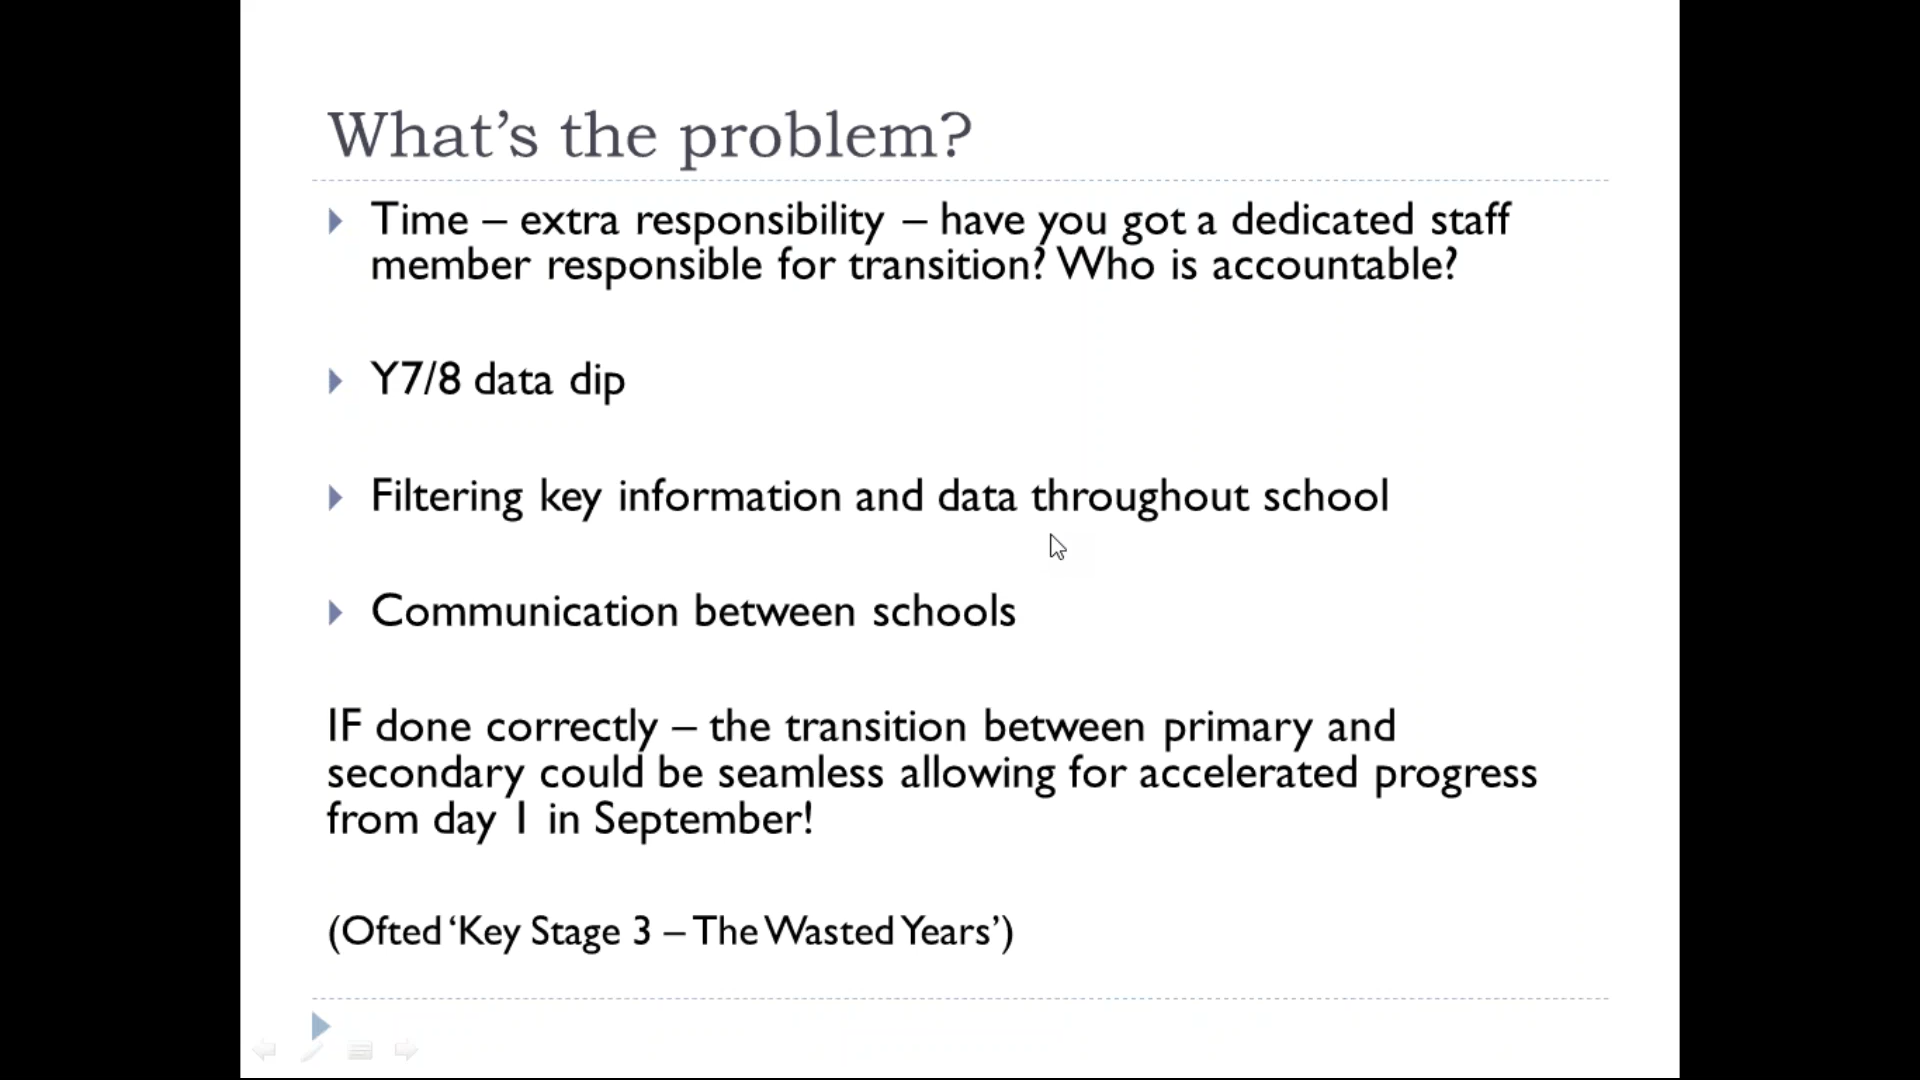 What’s the problem?
Time – extra responsibility – have you got a dedicated staff
member responsible for transition? Who is accountable?
Y7/8 data dip
Filtering key information and data throughout school
Communication between schools
IF done correctly – the transition between primary and
secondary could be seamless allowing for accelerated progress
from day 1 in September!
(Ofted ‘Key Stage 3 – The Wasted Years’)